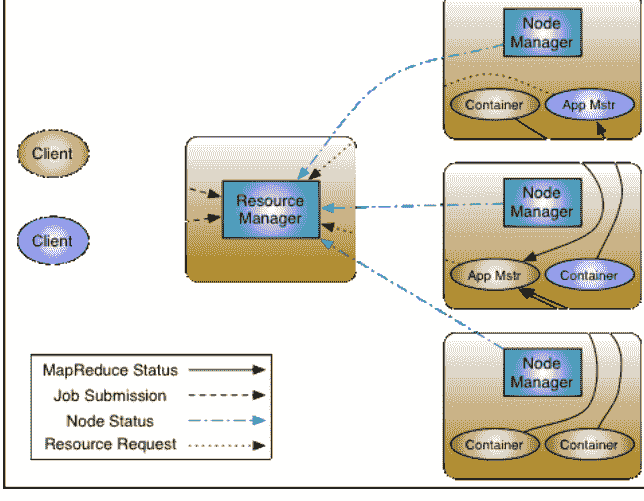 Node
Manager
Container
App Mstr
Client
Resource
Manager
Client
Node
Manager
App Mstr
Container
Node
Manager
Container
Container
MapReduce Status
Job Submission
Node Status
Resource Request